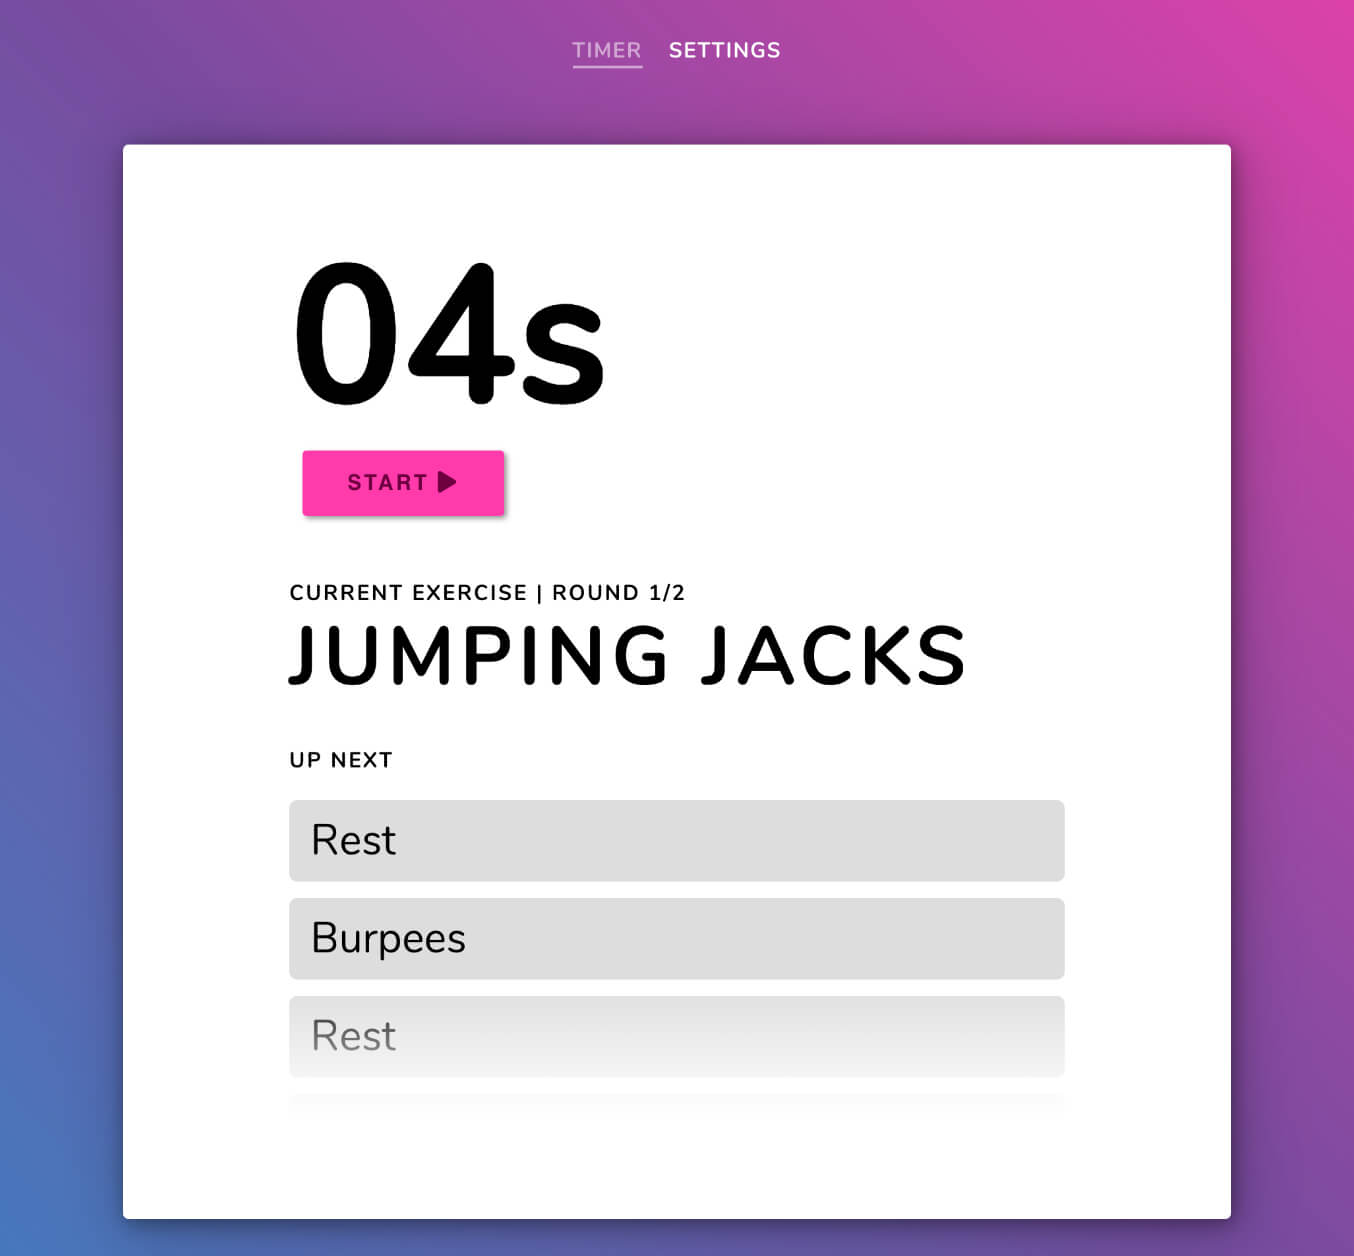 TIMER SETTINGS
04s
START
CURRENT EXERCISE | ROUND 1/2
JUMPING JACKS
UP NEXT
Rest
Burpees
Rest